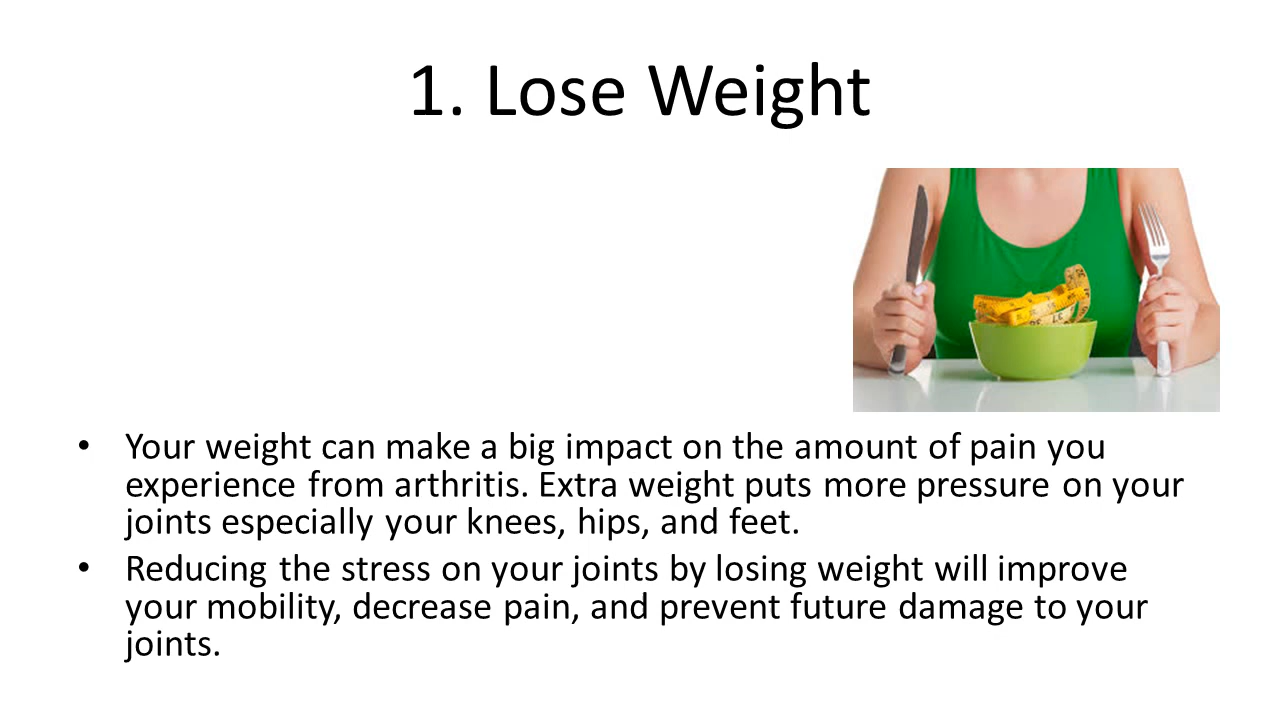 1. Lose Weight
• Your weight can make a big impact on the amount of pain you
experience from arthritis. Extra weight puts more pressure on your
joints especially your knees, hips, and feet.
• Reducing the stress on your joints by losing weight will improve
your mobility, decrease pain, and prevent future damage to your
joints.